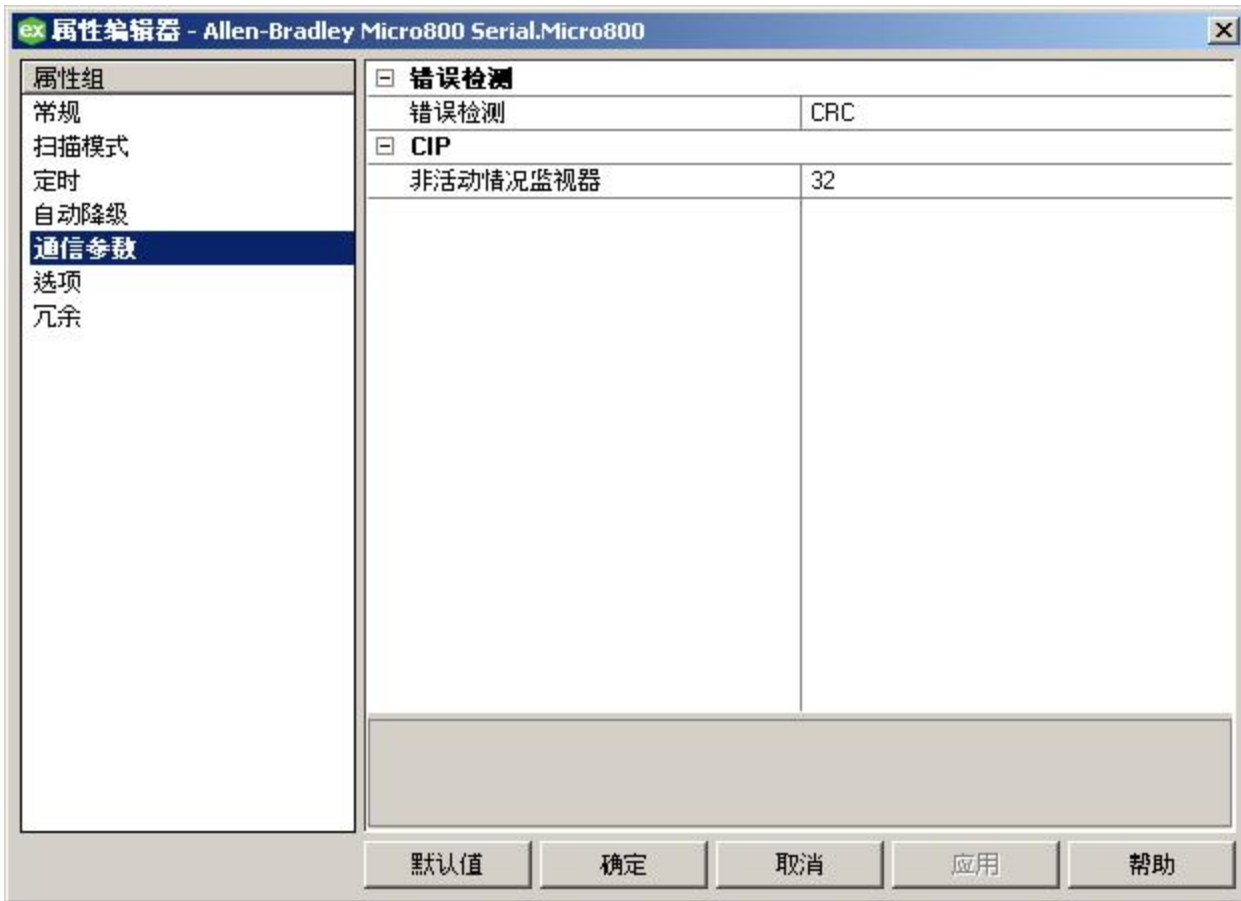 ex 属性编辑器 - Allen-Bradley Micro800 Serial.Micro800
属性组
常规
扫描模式
定时
自动降级
通信参数
选项
冗余
错误检测
错误检测 CRC
CIP
非活动情况监视器 32
默认值 确定 取消 应用 帮助